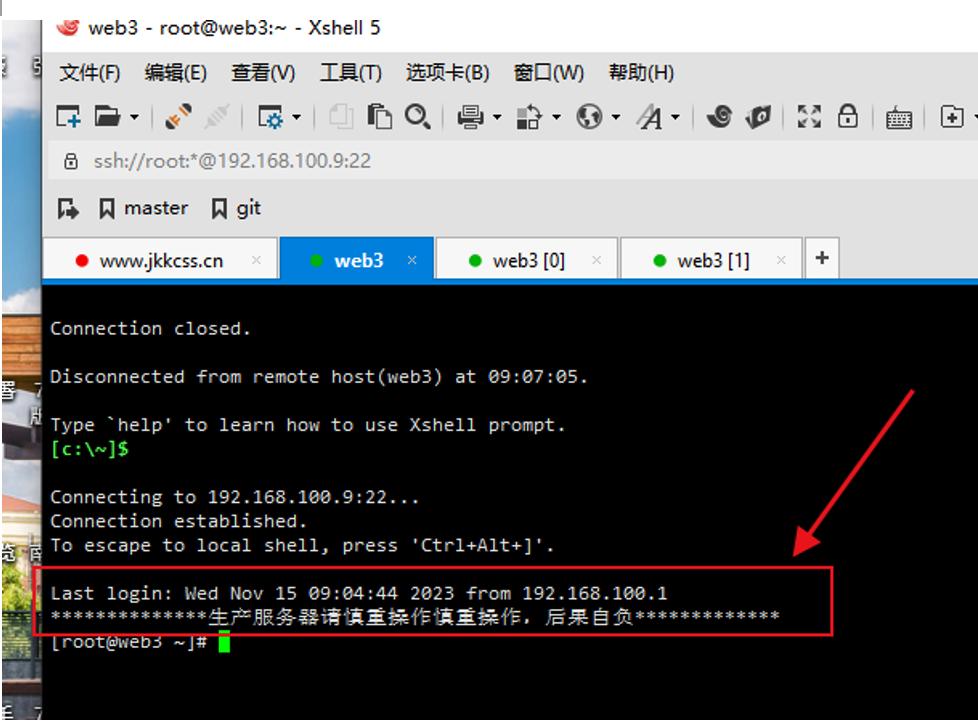 web3 - root@web3:~ - Xshell 5
文件(F) 编辑(E) 查看(V) 工具(T) 选项卡(B) 窗口(W) 帮助(H)
ssh://root:*@192.168.100.9:22
master git
www.jkkcss.cn × web3 × web3 [0] × web3 [1] × +
Connection closed.
Disconnected from remote host(web3) at 09:07:05.
Type `help' to learn how to use Xshell prompt.
[c:\~]$
Connecting to 192.168.100.9:22...
Connection established.
To escape to local shell, press 'Ctrl+Alt+]'.
Last login: Wed Nov 15 09:04:44 2023 from 192.168.100.1
**************生产服务器请慎重操作慎重操作，后果自负*************
[root@web3 ~]#